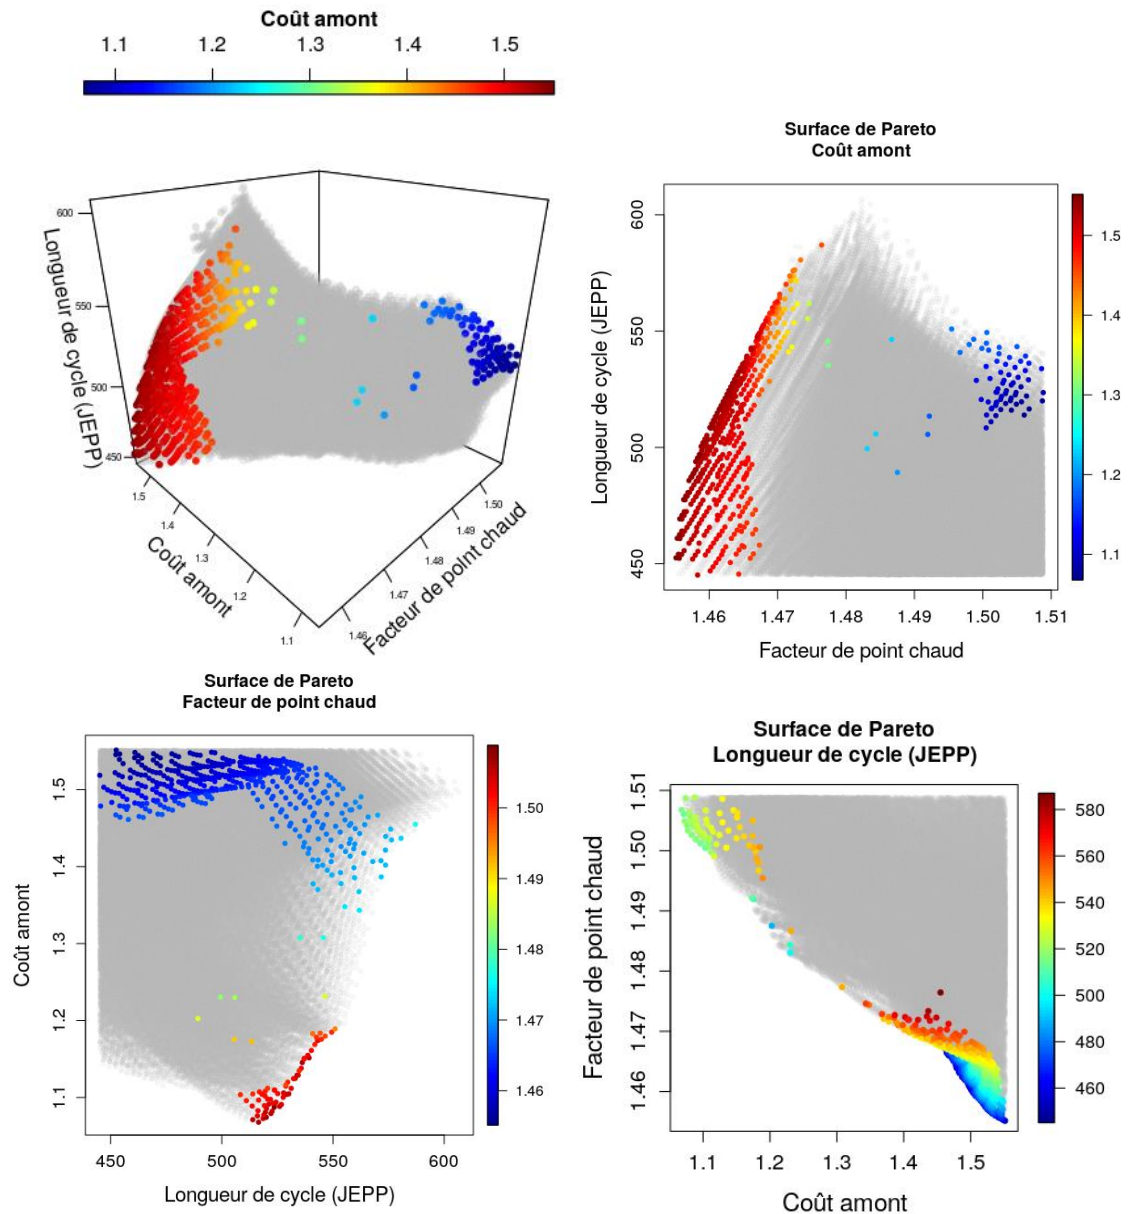 Coût amont
1.1 1.2 1.3 1.4 1.5
600
550
500
450
Longueur de cycle (JEPP)
1.5
1.4
1.3
1.2
1.1
Coût amont
1.46
1.47
1.48
1.49
1.50
Facteur de point chaud
Surface de Pareto
Coût amont
600
550
500
450
Longueur de cycle (JEPP)
1.46 1.47 1.48 1.49 1.50 1.51
Facteur de point chaud
1.5
1.4
1.3
1.2
1.1
Surface de Pareto
Facteur de point chaud
1.5
1.4
1.3
1.2
1.1
Coût amont
450 500 550 600
Longueur de cycle (JEPP)
1.50
1.49
1.48
1.47
1.46
Surface de Pareto
Longueur de cycle (JEPP)
1.51
1.50
1.49
1.48
1.47
1.46
Facteur de point chaud
1.1 1.2 1.3 1.4 1.5
Coût amont
580
560
540
520
500
480
460